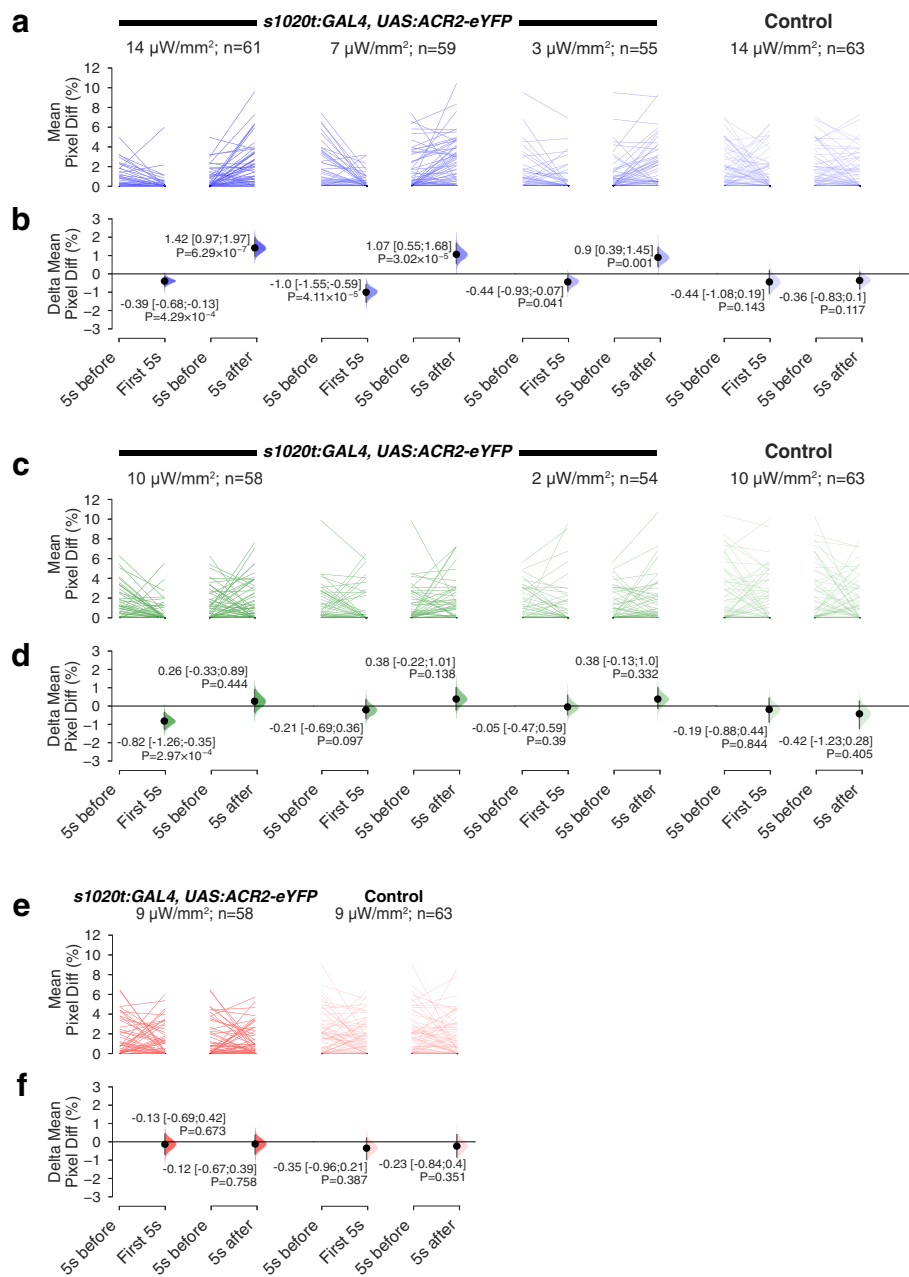 a
s1020t:GAL4, UAS:ACR2-eYFP
Control
14 µW/mm²; n=61
7 µW/mm²; n=59
3 µW/mm²; n=55
14 µW/mm²; n=63
Mean
Pixel Diff (%)
12
10
8
6
4
2
0
b
Delta Mean
Pixel Diff (%)
3
2
1
0
−1
−2
−3
1.42 [0.97;1.97]
P=6.29×10⁻⁷
-0.39 [-0.68;-0.13]
P=4.29×10⁻⁴
1.07 [0.55;1.68]
P=3.02×10⁻⁵
-1.0 [-1.55;-0.59]
P=4.11×10⁻⁵
0.9 [0.39;1.45]
P=0.001
-0.44 [-0.93;-0.07]
P=0.041
-0.44 [-1.08;0.19]
P=0.143
-0.36 [-0.83;0.1]
P=0.117
5s before
First 5s
5s before
5s after
5s before
First 5s
5s before
5s after
5s before
First 5s
5s before
5s after
5s before
First 5s
5s before
5s after
c
s1020t:GAL4, UAS:ACR2-eYFP
Control
10 µW/mm²; n=58
2 µW/mm²; n=54
10 µW/mm²; n=63
Mean
Pixel Diff (%)
12
10
8
6
4
2
0
d
Delta Mean
Pixel Diff (%)
3
2
1
0
−1
−2
−3
0.26 [-0.33;0.89]
P=0.444
-0.82 [-1.26;-0.35]
P=2.97×10⁻⁴
0.38 [-0.22;1.01]
P=0.138
-0.21 [-0.69;0.36]
P=0.097
0.38 [-0.13;1.0]
P=0.332
-0.05 [-0.47;0.59]
P=0.39
-0.19 [-0.88;0.44]
P=0.844
-0.42 [-1.23;0.28]
P=0.405
5s before
First 5s
5s before
5s after
5s before
First 5s
5s before
5s after
5s before
First 5s
5s before
5s after
5s before
First 5s
5s before
5s after
e
s1020t:GAL4, UAS:ACR2-eYFP
Control
9 µW/mm²; n=58
9 µW/mm²; n=63
Mean
Pixel Diff (%)
12
10
8
6
4
2
0
f
Delta Mean
Pixel Diff (%)
3
2
1
0
−1
−2
−3
-0.13 [-0.69;0.42]
P=0.673
-0.12 [-0.67;0.39]
P=0.758
-0.35 [-0.96;0.21]
P=0.387
-0.23 [-0.84;0.4]
P=0.351
5s before
First 5s
5s before
5s after
5s before
First 5s
5s before
5s after